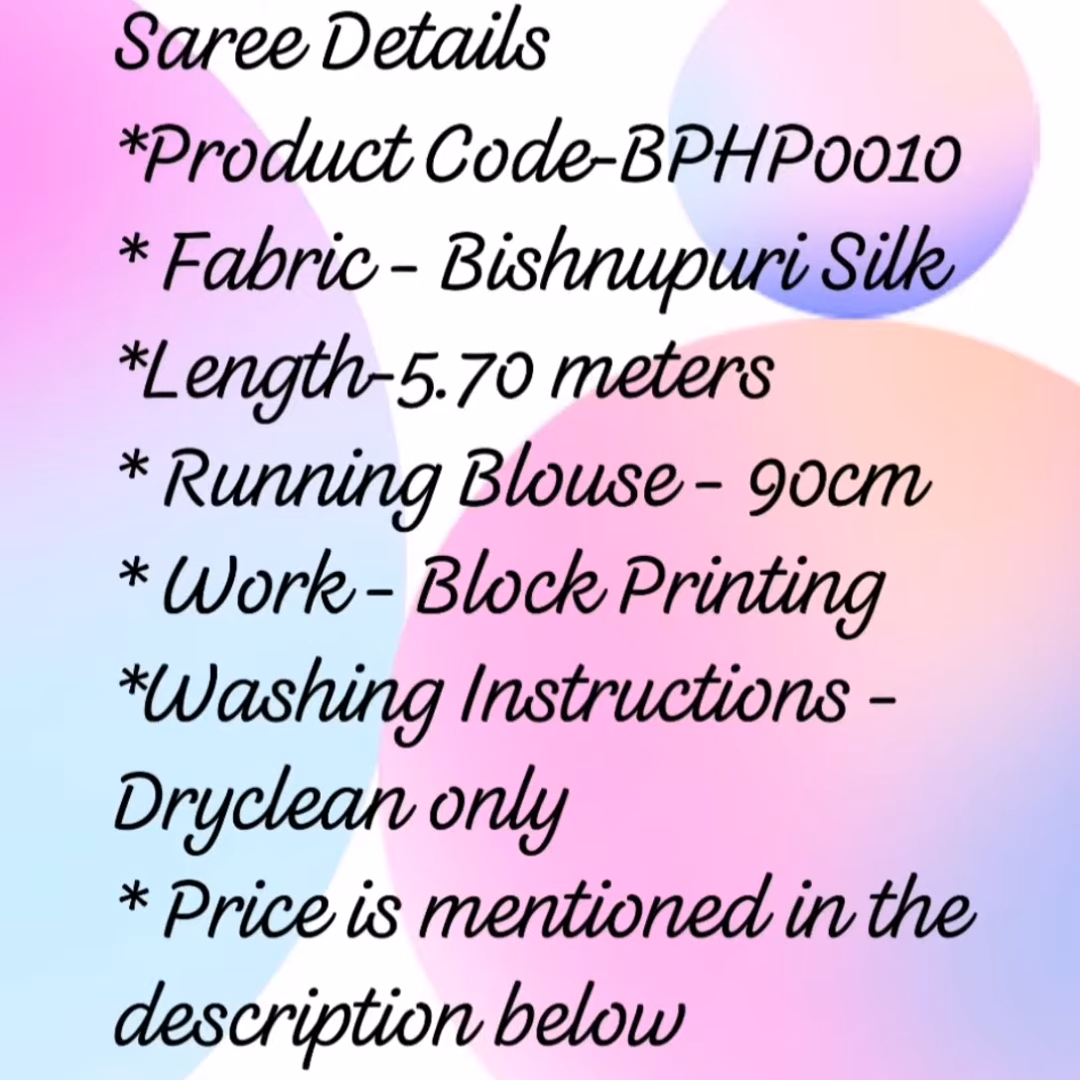 Saree Details
*Product Code-BPHP0010
* Fabric - Bishnupuri Silk
*Length-5.70 meters
* Running Blouse - 90cm
* Work - Block Printing
*Washing Instructions -
Dryclean only
* Price is mentioned in the
description below